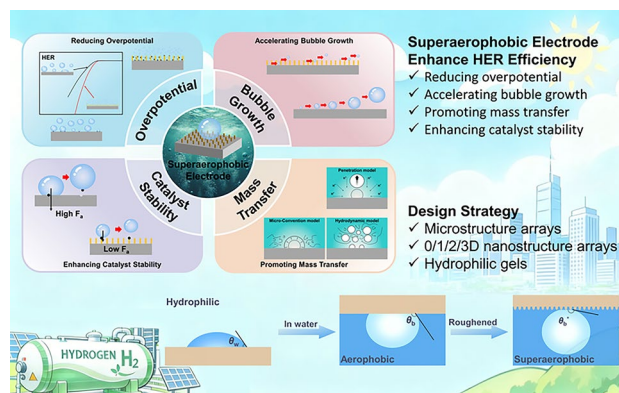 Reducing Overpotential
HER
Accelerating Bubble Growth
Overpotential
Bubble
Growth
Superaerophobic
Electrode
Catalyst
Stability
Mass
Transfer
High Fa
Low Fa
Enhancing Catalyst Stability
Penetration model
Micro-Convention model
Hydrodynamic model
Promoting Mass Transfer
Superaerophobic Electrode
Enhance HER Efficiency
✓ Reducing overpotential
✓ Accelerating bubble growth
✓ Promoting mass transfer
✓ Enhancing catalyst stability
Design Strategy
✓ Microstructure arrays
✓ 0/1/2/3D nanostructure arrays
✓ Hydrophilic gels
Hydrophilic
θw
In water
θb
Aerophobic
Roughened
θb*
Superaerophobic
HYDROGEN H2